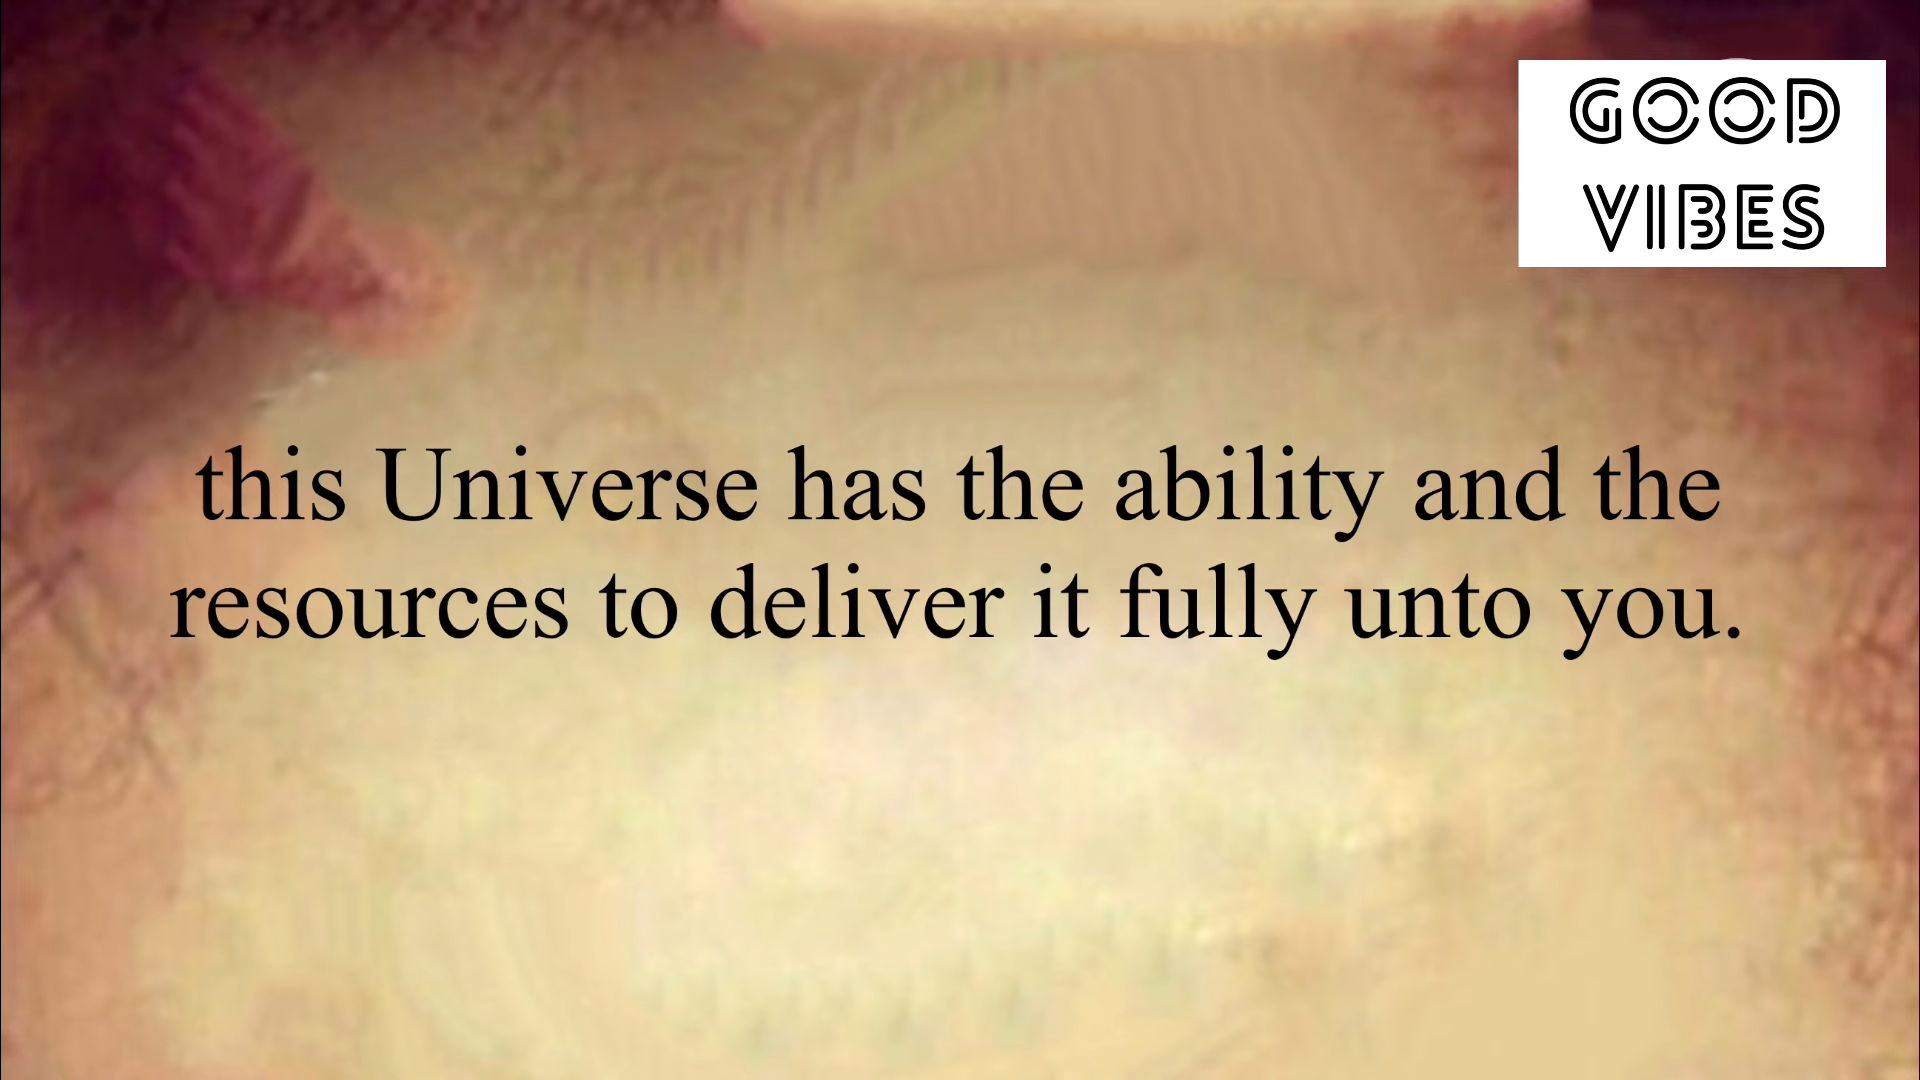 GOOD
VIBES
this Universe has the ability and the
resources to deliver it fully unto you.